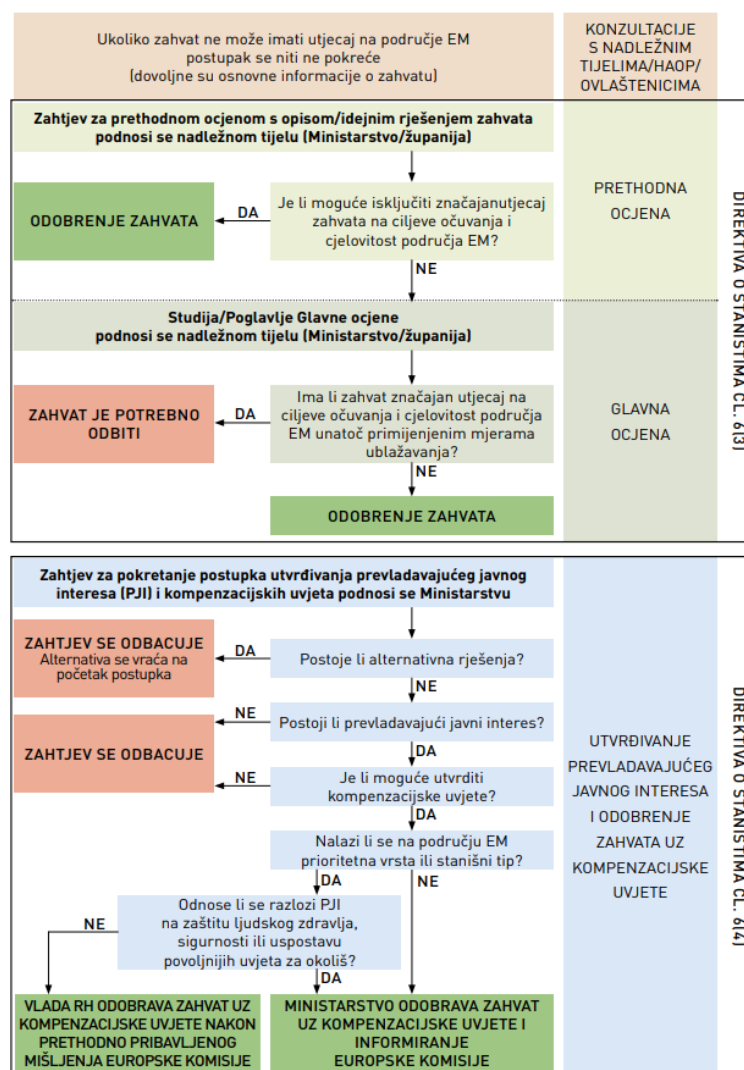 Ukoliko zahvat ne može imati utjecaj na područje EM
postupak se niti ne pokreće
(dovoljne su osnovne informacije o zahvatu)
KONZULTACIJE
S NADLEŽNIM
TIJELIMA/HAOP/
OVLAŠTENICIMA
Zahtjev za prethodnom ocjenom s opisom/idejnim rješenjem zahvata
podnosi se nadležnom tijelu (Ministarstvo/županija)
Je li moguće isključiti značajanutjecaj
zahvata na ciljeve očuvanja i
cjelovitost područja EM?
DA
ODOBRENJE ZAHVATA
NE
PRETHODNA
OCJENA
Studija/Poglavlje Glavne ocjene
podnosi se nadležnom tijelu (Ministarstvo/županija)
Ima li zahvat značajan utjecaj na
ciljeve očuvanja i cjelovitost područja
EM unatoč primijenjenim mjerama
ublažavanja?
DA
ZAHVAT JE POTREBNO
ODBITI
NE
ODOBRENJE ZAHVATA
GLAVNA
OCJENA
DIREKTIVA O STANIŠTIMA CL. 6(3)
Zahtjev za pokretanje postupka utvrđivanja prevladavajućeg javnog
interesa (PJI) i kompenzacijskih uvjeta podnosi se Ministarstvu
Postoje li alternativna rješenja?
DA
ZAHTJEV SE ODBACUJE
Alternativa se vraća na
početak postupka
NE
Postoji li prevladavajući javni interes?
NE
ZAHTJEV SE ODBACUJE
DA
Je li moguće utvrditi
kompenzacijske uvjete?
NE
DA
Nalazi li se na području EM
prioritetna vrsta ili stanišni tip?
DA
NE
Odnose li se razlozi PJI
na zaštitu ljudskog zdravlja,
sigurnosti ili uspostavu
povoljnijih uvjeta za okoliš?
NE
DA
VLADA RH ODOBRAVA ZAHVAT UZ
KOMPENZACIJSKE UVJETE NAKON
PRETHODNO PRIBAVLJENOG
MIŠLJENJA EUROPSKE KOMISIJE
MINISTARSTVO ODOBRAVA ZAHVAT
UZ KOMPENZACIJSKE UVJETE I
INFORMIRANJE
EUROPSKE KOMISIJE
UTVRĐIVANJE
PREVLADAVAJUĆEG
JAVNOG INTERESA
I ODOBRENJE
ZAHVATA UZ
KOMPENZACIJSKE
UVJETE
DIREKTIVA O STANIŠTIMA CL. 6(4)